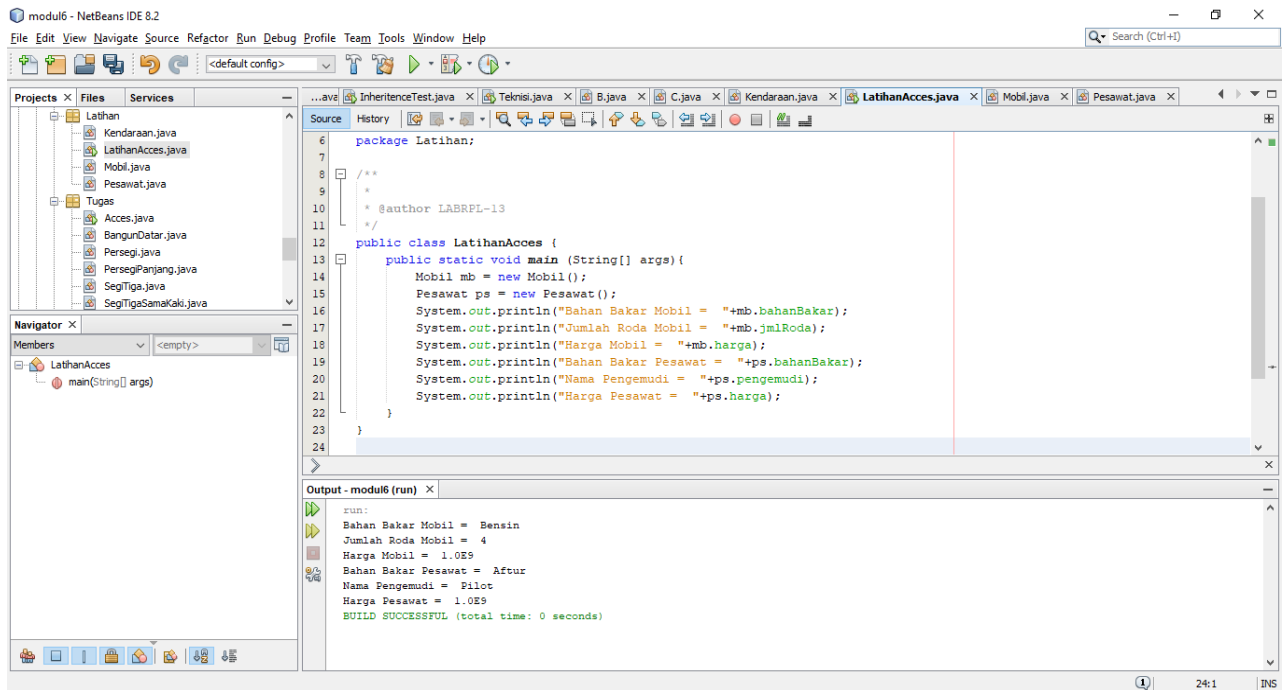 modul6 - NetBeans IDE 8.2
File Edit View Navigate Source Refactor Run Debug Profile Team Tools Window Help
Search (Ctrl+I)
<default config>
Projects Files Services
Latihan
Kendaraan.java
LatihanAcces.java
Mobil.java
Pesawat.java
Tugas
Acces.java
BangunDatar.java
Persegi.java
PersegiPanjang.java
SegiTiga.java
SegiTigaSamaKaki.java
Navigator
Members <empty>
LatihanAcces
main(String[] args)
...ava InheritenceTest.java Teknisi.java B.java C.java Kendaraan.java LatihanAcces.java Mobil.java Pesawat.java
Source History
6 package Latihan;
7
8 /**
9 *
10 * @author LABRPL-13
11 */
12 public class LatihanAcces {
13 public static void main (String[] args){
14 Mobil mb = new Mobil();
15 Pesawat ps = new Pesawat();
16 System.out.println("Bahan Bakar Mobil =  "+mb.bahanBakar);
17 System.out.println("Jumlah Roda Mobil =  "+mb.jmlRoda);
18 System.out.println("Harga Mobil =  "+mb.harga);
19 System.out.println("Bahan Bakar Pesawat =  "+ps.bahanBakar);
20 System.out.println("Nama Pengemudi =  "+ps.pengemudi);
21 System.out.println("Harga Pesawat =  "+ps.harga);
22 }
23 }
24
Output - modul6 (run)
run:
Bahan Bakar Mobil =  Bensin
Jumlah Roda Mobil =  4
Harga Mobil =  1.0E9
Bahan Bakar Pesawat =  Aftur
Nama Pengemudi =  Pilot
Harga Pesawat =  1.0E9
BUILD SUCCESSFUL (total time: 0 seconds)
1 24:1 INS